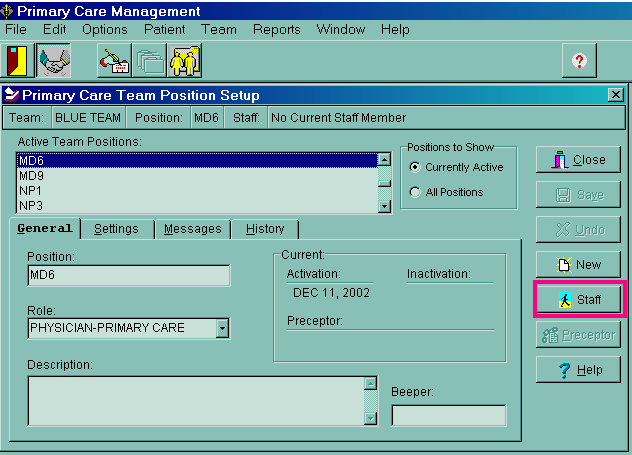 Primary Care Management
File Edit Options Patient Team Reports Window Help
?
Primary Care Team Position Setup
Team: BLUE TEAM Position: MD6 Staff: No Current Staff Member
Active Team Positions:
MD6
MD9
NP1
NP3
Positions to Show
Currently Active
All Positions
Close
Save
Undo
New
Staff
Preceptor
? Help
General Settings Messages History
Position:
MD6
Role:
PHYSICIAN-PRIMARY CARE
Description:
Current:
Activation: Inactivation:
DEC 11, 2002
Preceptor:
Beeper: